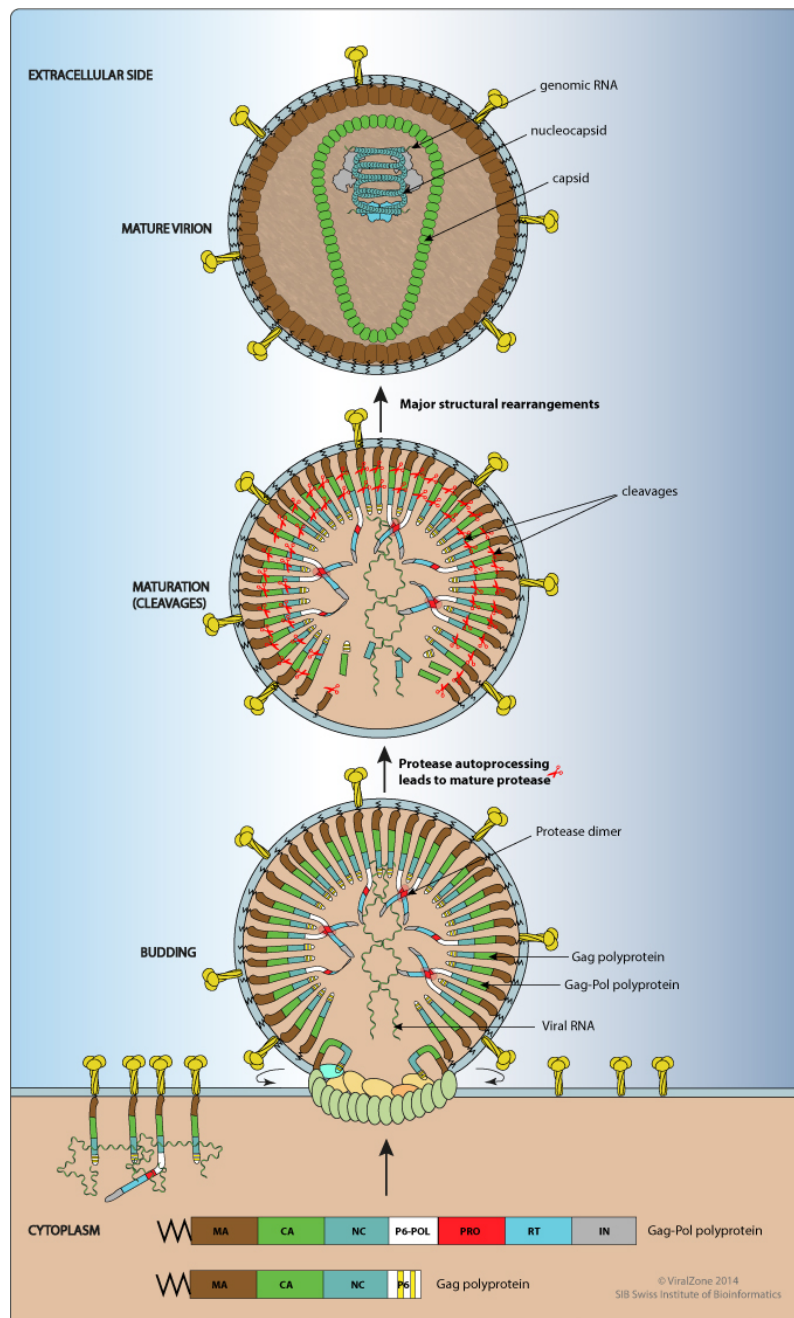 EXTRACELLULAR SIDE
genomic RNA
nucleocapsid
capsid
MATURE VIRION
Major structural rearrangements
cleavages
MATURATION
(CLEAVAGES)
Protease autoprocessing
leads to mature protease
Protease dimer
BUDDING
Gag polyprotein
Gag-Pol polyprotein
Viral RNA
CYTOPLASM
MA CA NC P6-POL PRO RT IN Gag-Pol polyprotein
MA CA NC P6 Gag polyprotein
© ViralZone 2014
SIB Swiss Institute of Bioinformatics